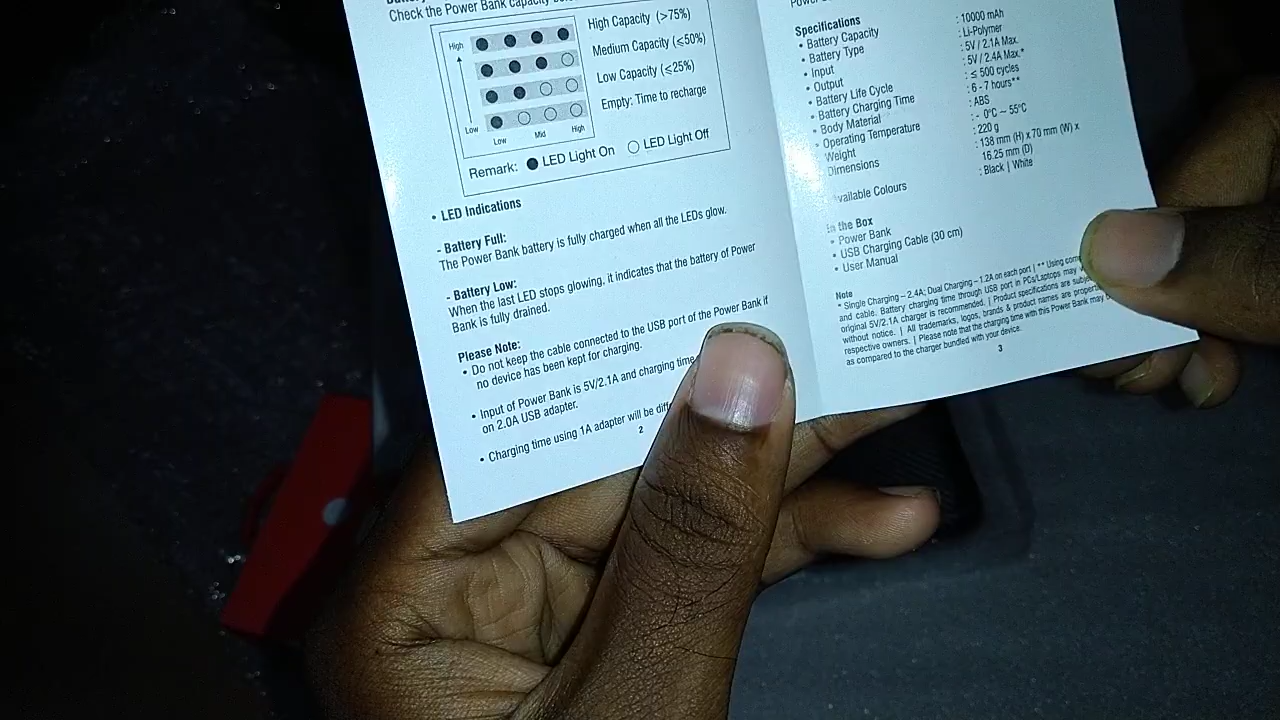 Check the Power Bank capacity
High
Low
Low
Mid
High
High Capacity (>75%)
Medium Capacity (≤50%)
Low Capacity (≤25%)
Empty: Time to recharge
Remark: ● LED Light On ○ LED Light Off
• LED Indications
- Battery Full:
The Power Bank battery is fully charged when all the LEDs glow.
- Battery Low:
When the last LED stops glowing, it indicates that the battery of Power
Bank is fully drained.
Please Note:
• Do not keep the cable connected to the USB port of the Power Bank if
no device has been kept for charging.
• Input of Power Bank is 5V/2.1A and charging time
on 2.0A USB adapter.
• Charging time using 1A adapter will be
2
Specifications
• Battery Capacity : 10000 mAh
• Battery Type : Li-Polymer
• Input : 5V / 2.1A Max.
• Output : 5V / 2.4A Max.*
• Battery Life Cycle : ≤ 500 cycles
• Battery Charging Time : 6 - 7 hours**
• Body Material : ABS
• Operating Temperature : - 0°C ~ 55°C
Weight : 220 g
Dimensions : 138 mm (H) x 70 mm (W) x
16.25 mm (D)
Available Colours : Black | White
In the Box
• Power Bank
• USB Charging Cable (30 cm)
• User Manual
Note
* Single Charging – 2.4A; Dual Charging – 1.2A on each port | ** Using
and cable. Battery charging time through USB port in PCs/Laptops may
original 5V/2.1A charger is recommended. | Product specifications are
without notice. | All trademarks, logos, brands & product names are
respective owners. | Please note that the charging time with this Power Bank may
as compared to the charger bundled with your device.
3